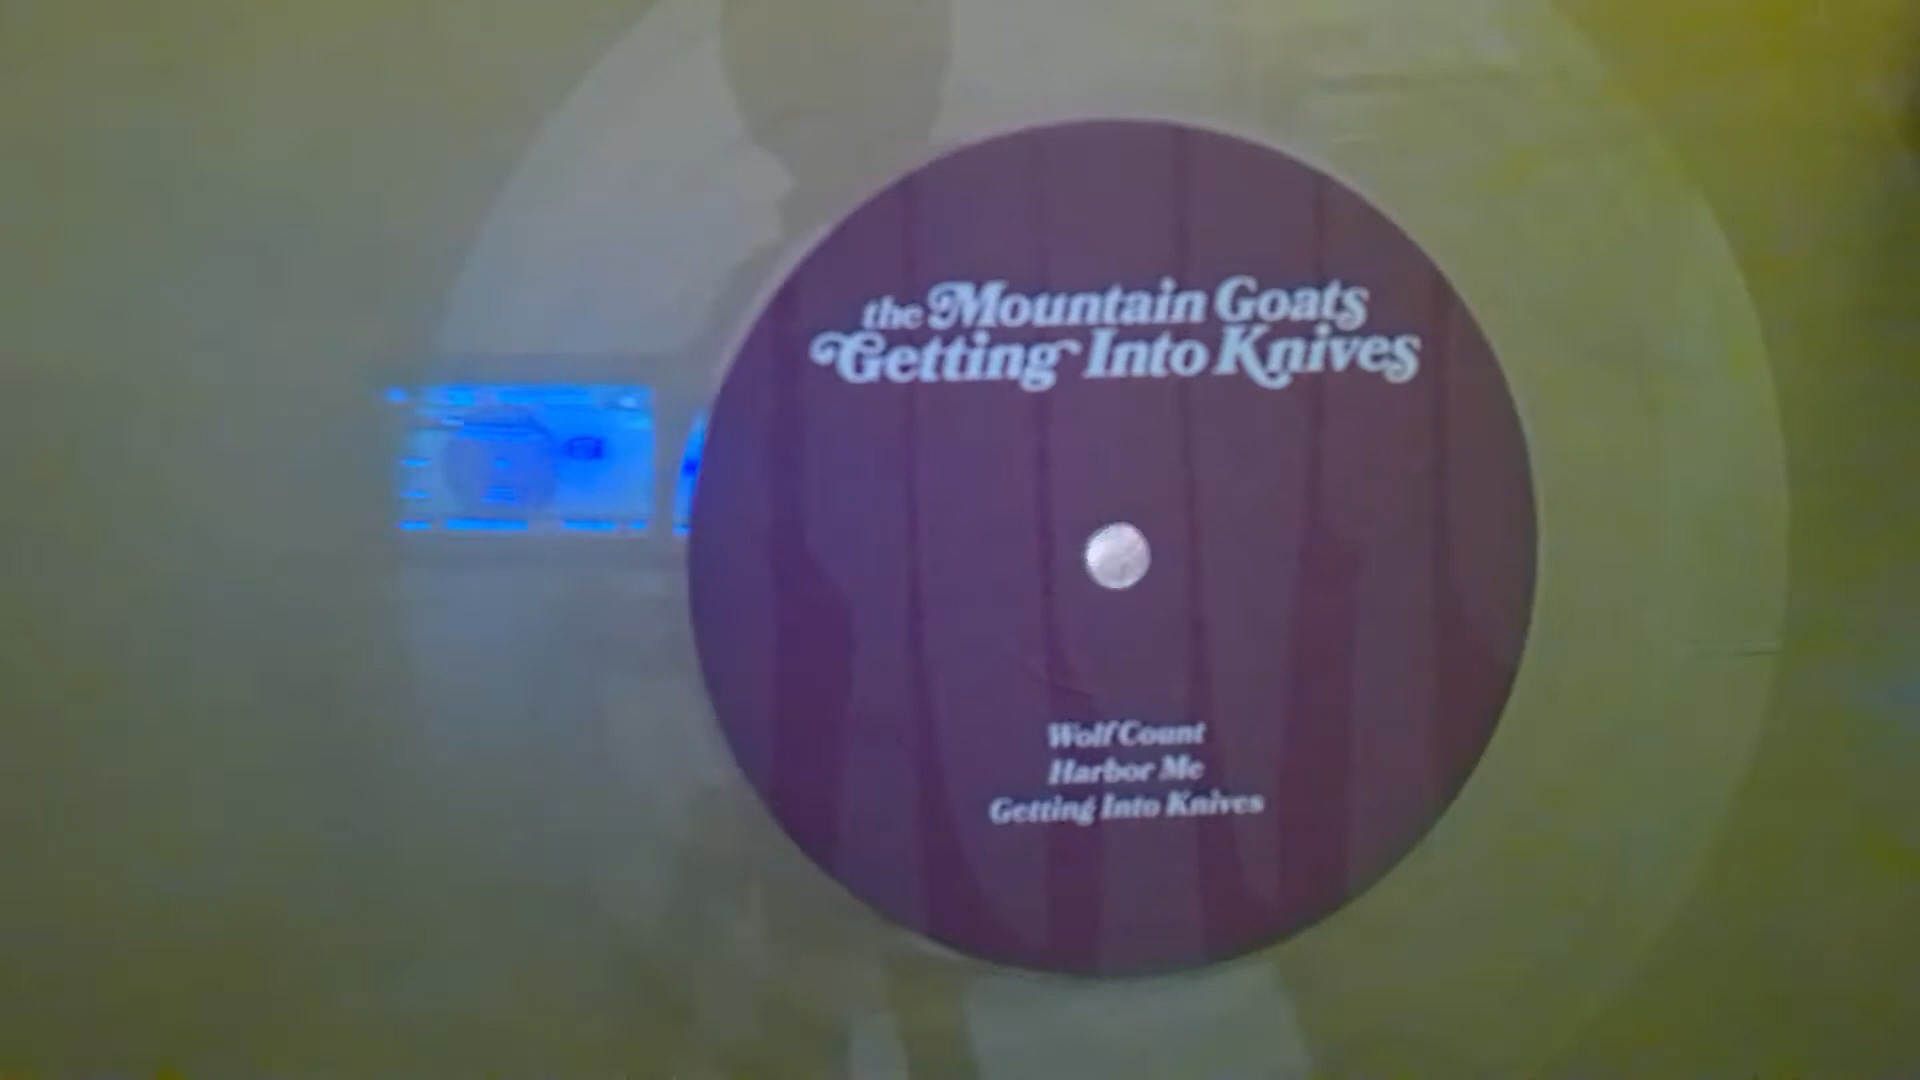 the Mountain Goats
Getting Into Knives
Wolf Count
Harbor Me
Getting Into Knives